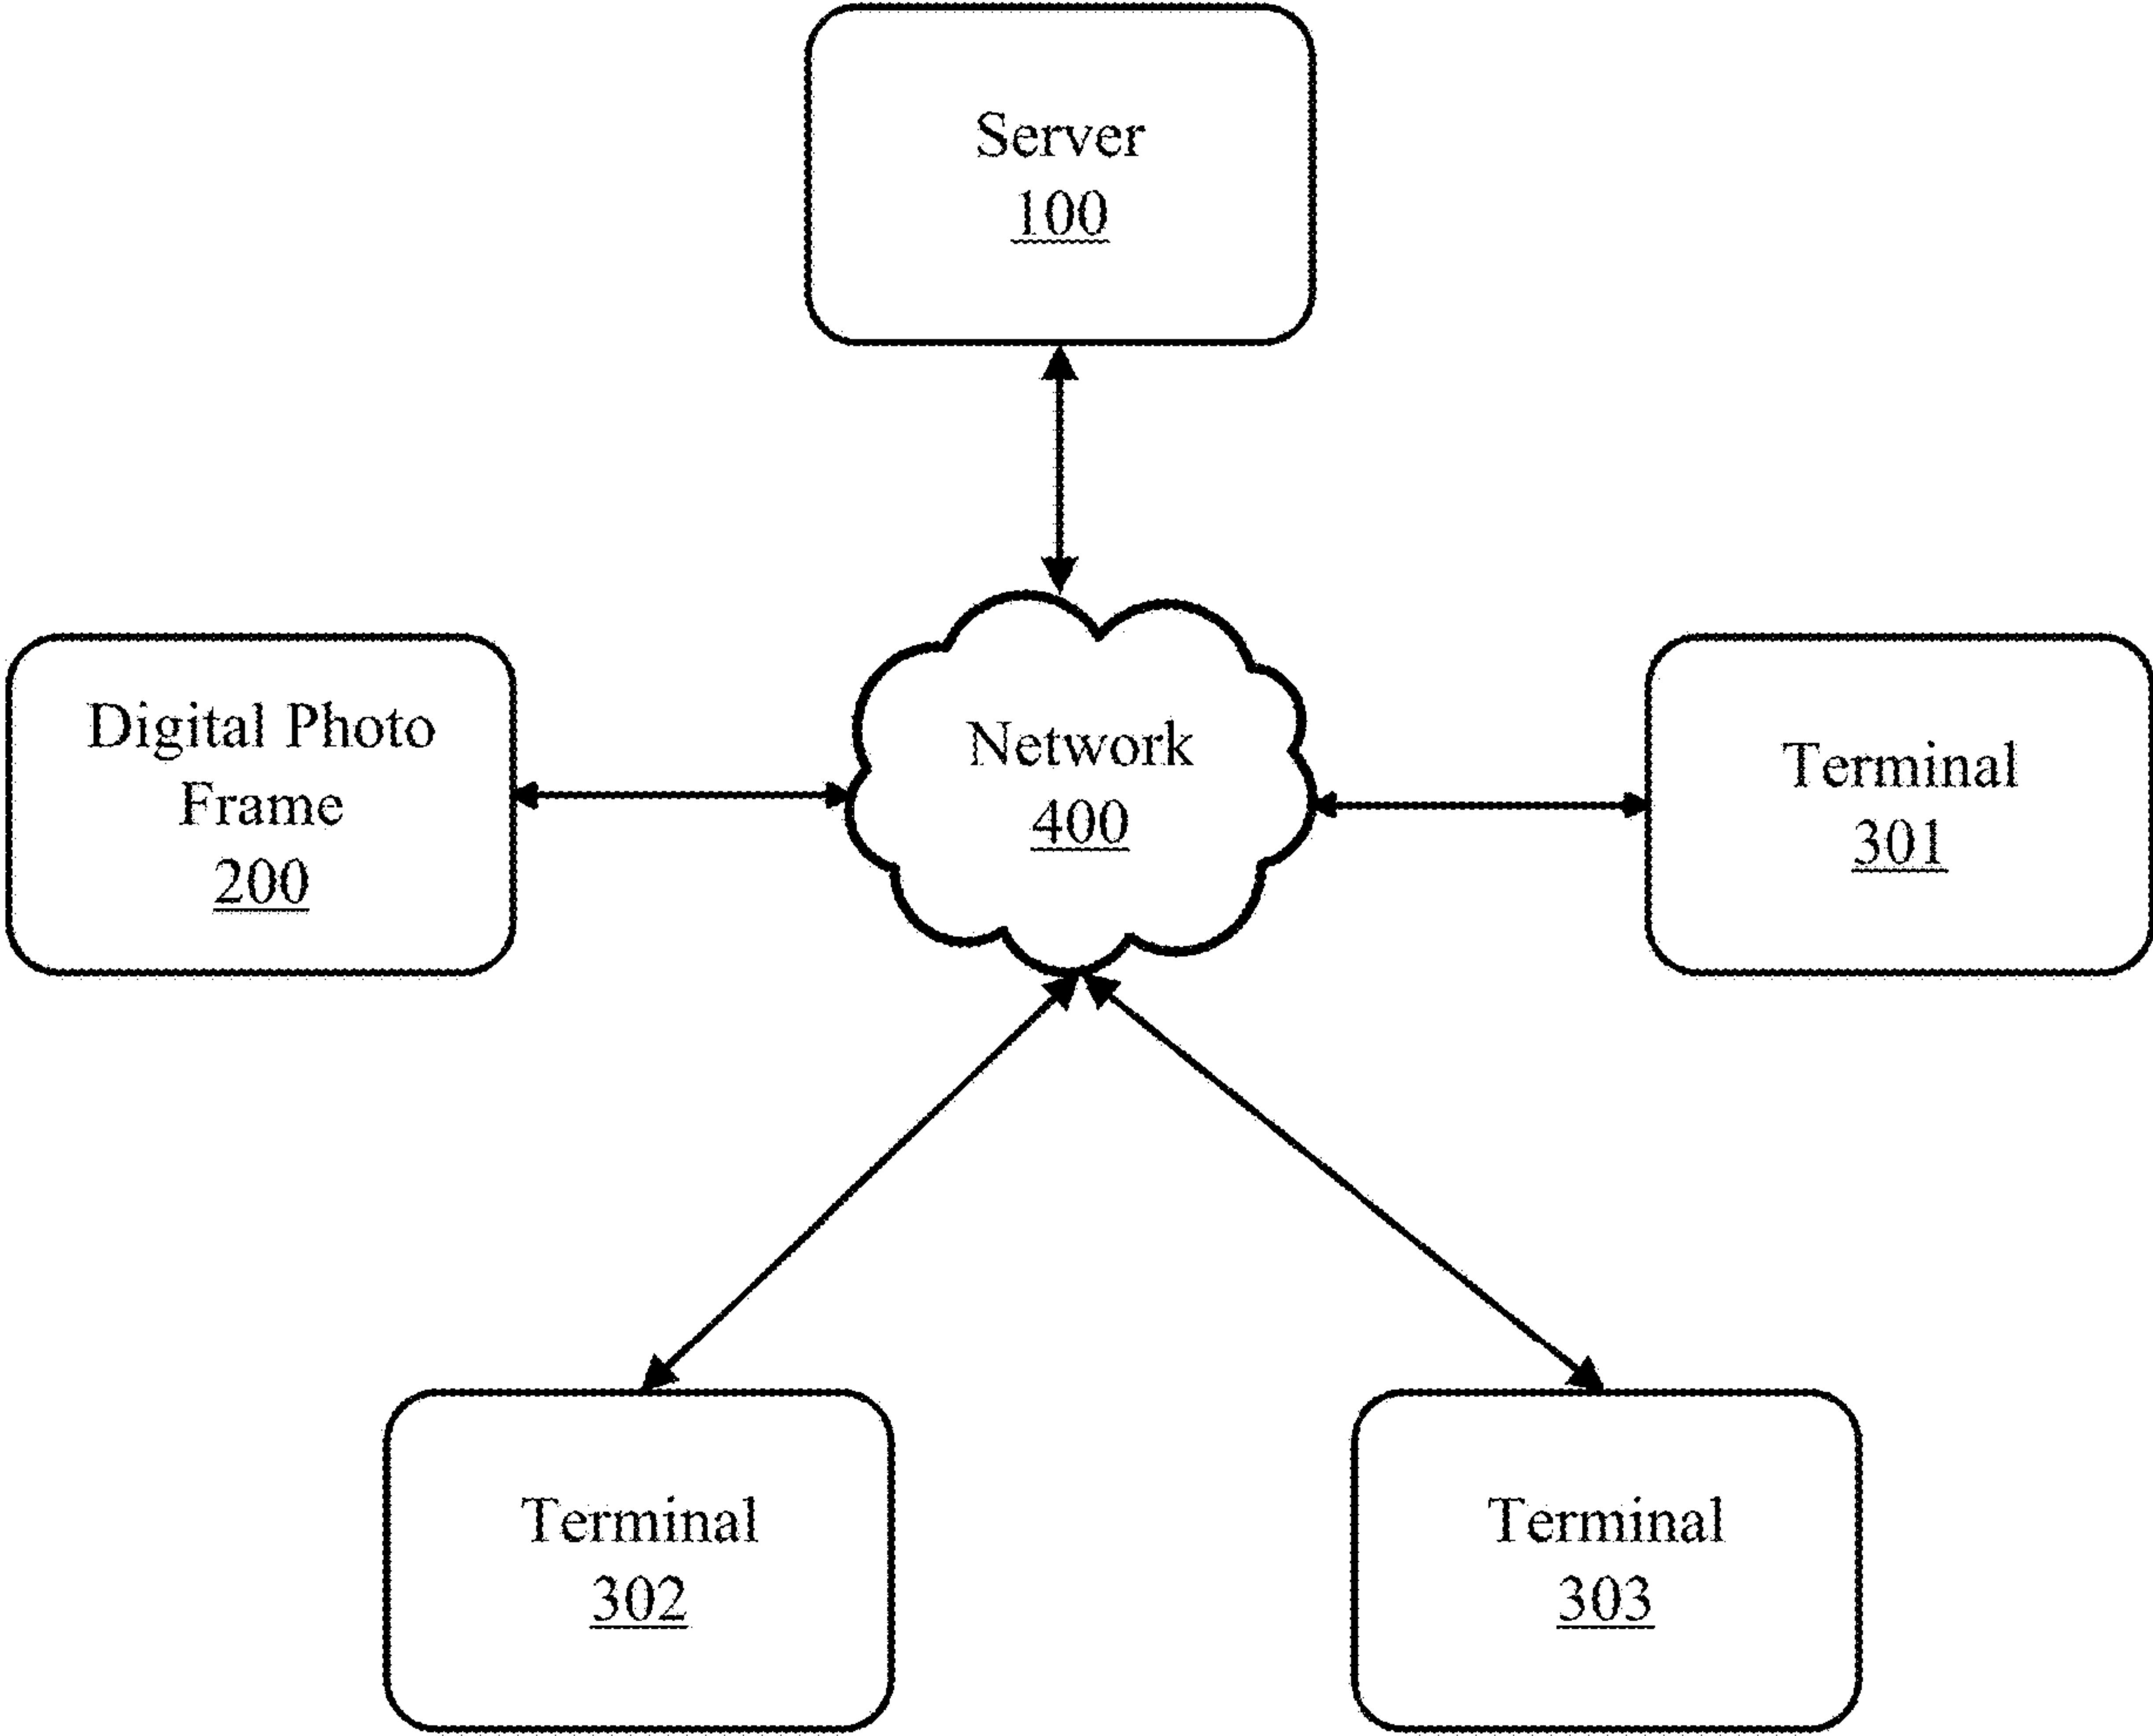 Server
100
Digital Photo
Frame
200
Network
400
Terminal
301
Terminal
302
Terminal
303